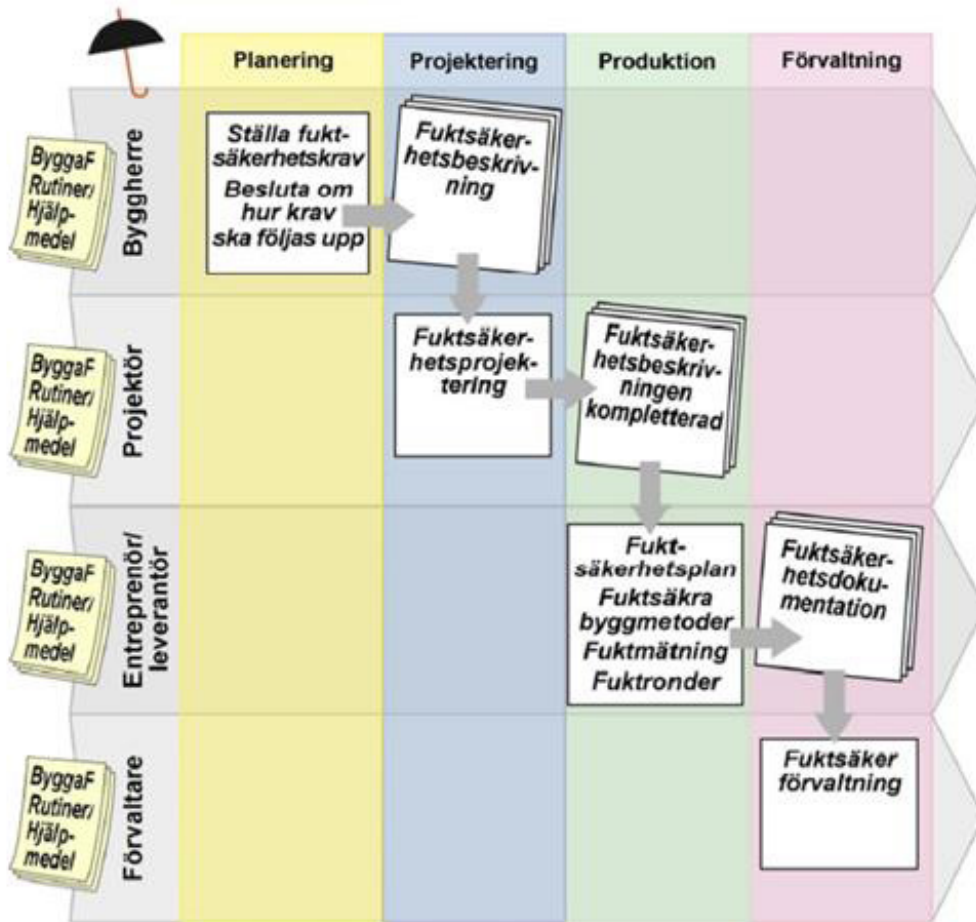 Planering
Projektering
Produktion
Förvaltning
ByggaF
Rutiner/
Hjälp-
medel
Byggherre
Ställa fukt-
säkerhetskrav
Besluta om
hur krav
ska följas upp
Fuktsäker-
hetsbeskriv-
ning
ByggaF
Rutiner/
Hjälp-
medel
Projektör
Fuktsäker-
hetsprojek-
tering
Fuktsäker-
hetsbeskriv-
ningen
kompletterad
ByggaF
Rutiner/
Hjälp-
medel
Entreprenör/
leverantör
Fukt-
säkerhetsplan
Fuktsäkra
byggmetoder
Fuktmätning
Fuktronder
Fuktsäker-
hetsdoku-
mentation
ByggaF
Rutiner/
Hjälp-
medel
Förvaltare
Fuktsäker
förvaltning